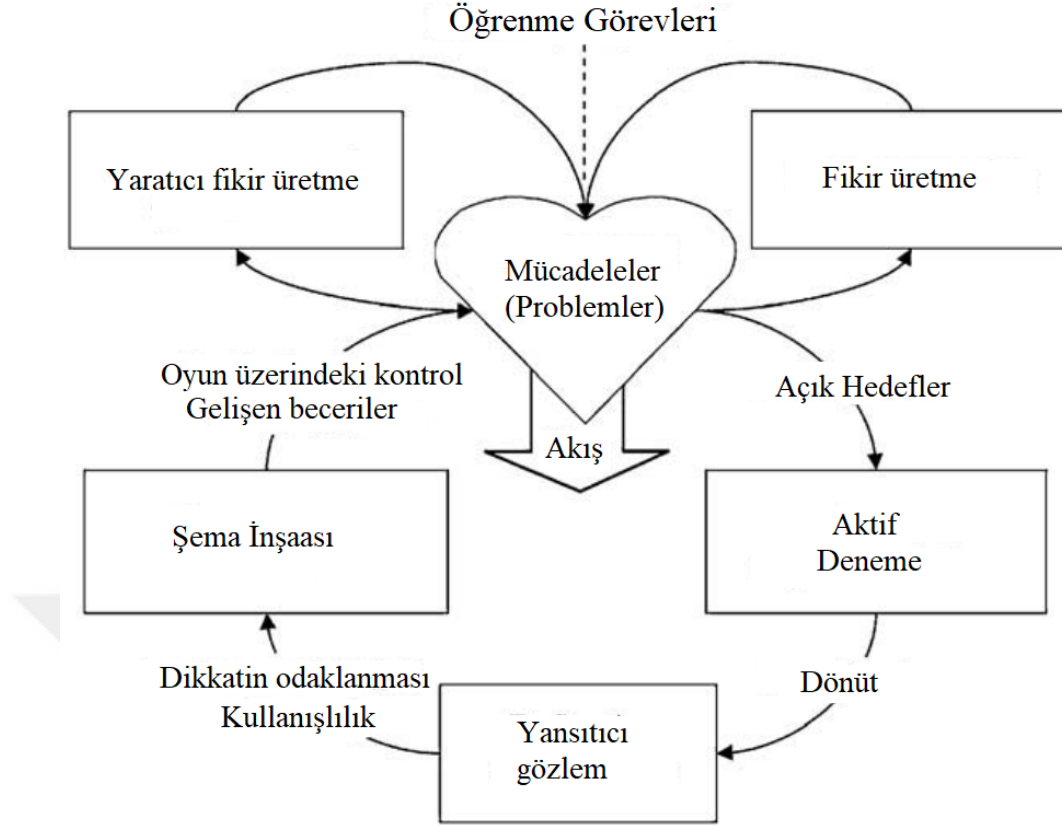 Öğrenme Görevleri
Yaratıcı fikir üretme
Fikir üretme
Mücadeleler
(Problemler)
Oyun üzerindeki kontrol
Gelişen beceriler
Açık Hedefler
Akış
Şema İnşaası
Aktif
Deneme
Dikkatin odaklanması
Kullanışlılık
Dönüt
Yansıtıcı
gözlem